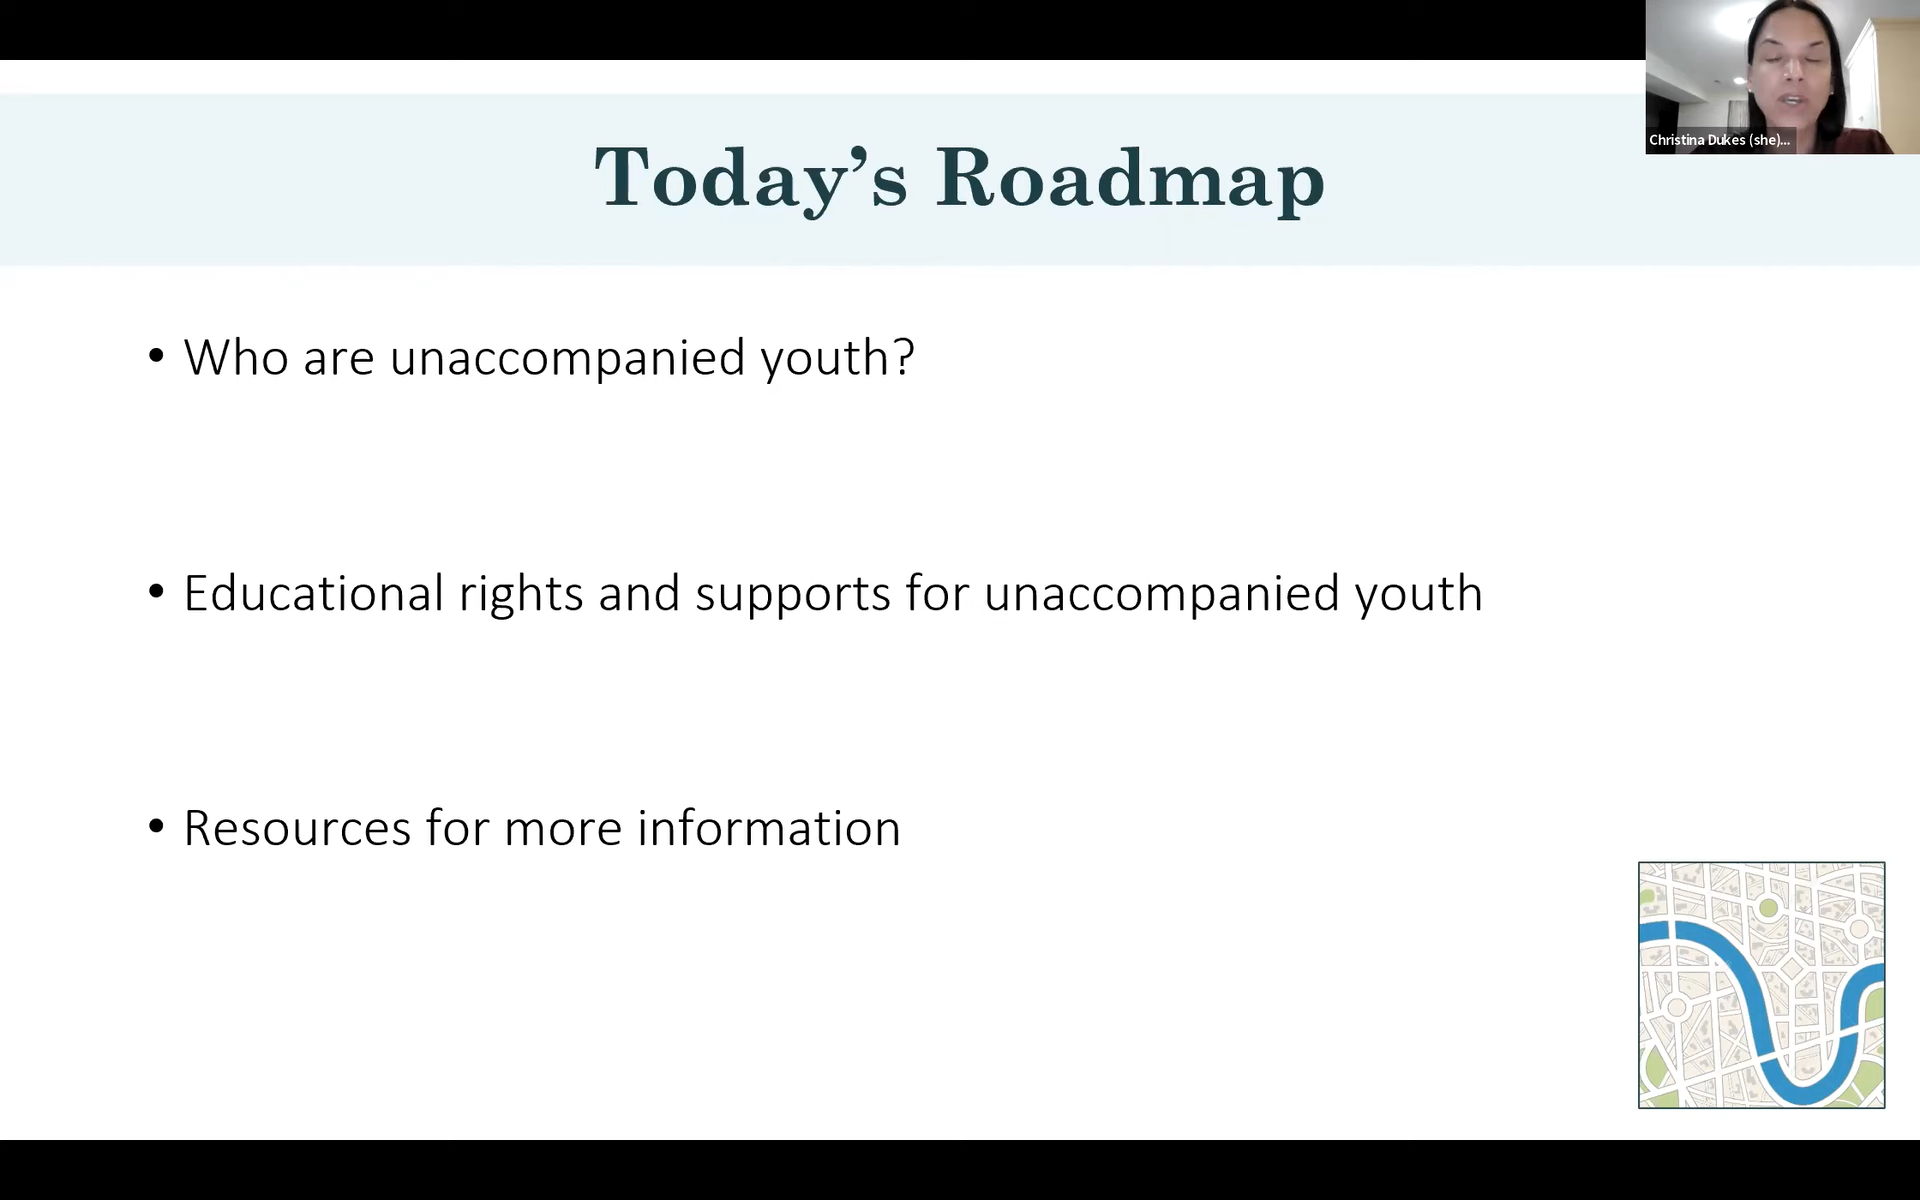 Christina Dukes (she)...
Today’s Roadmap
• Who are unaccompanied youth?
• Educational rights and supports for unaccompanied youth
• Resources for more information